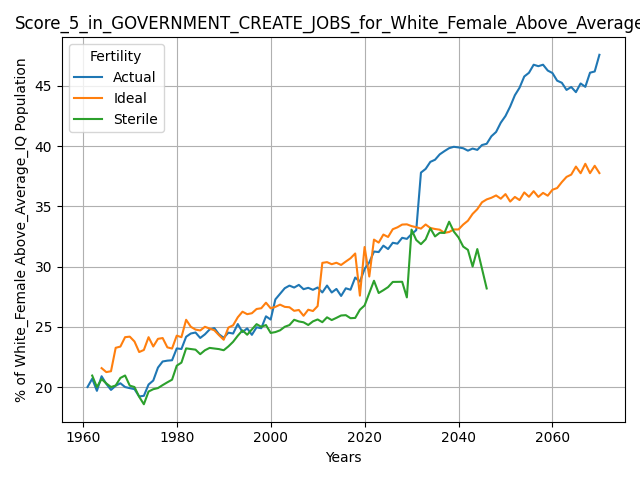 Score_5_in_GOVERNMENT_CREATE_JOBS_for_White_Female_Above_Average
% of White_Female Above_Average_IQ Population
45
40
35
30
25
20
Fertility
Actual
Ideal
Sterile
1960 1980 2000 2020 2040 2060
Years